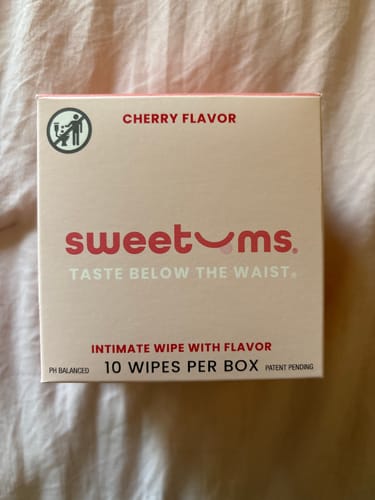 CHERRY FLAVOR
sweetums®
TASTE BELOW THE WAIST®
INTIMATE WIPE WITH FLAVOR
PH BALANCED 10 WIPES PER BOX PATENT PENDING